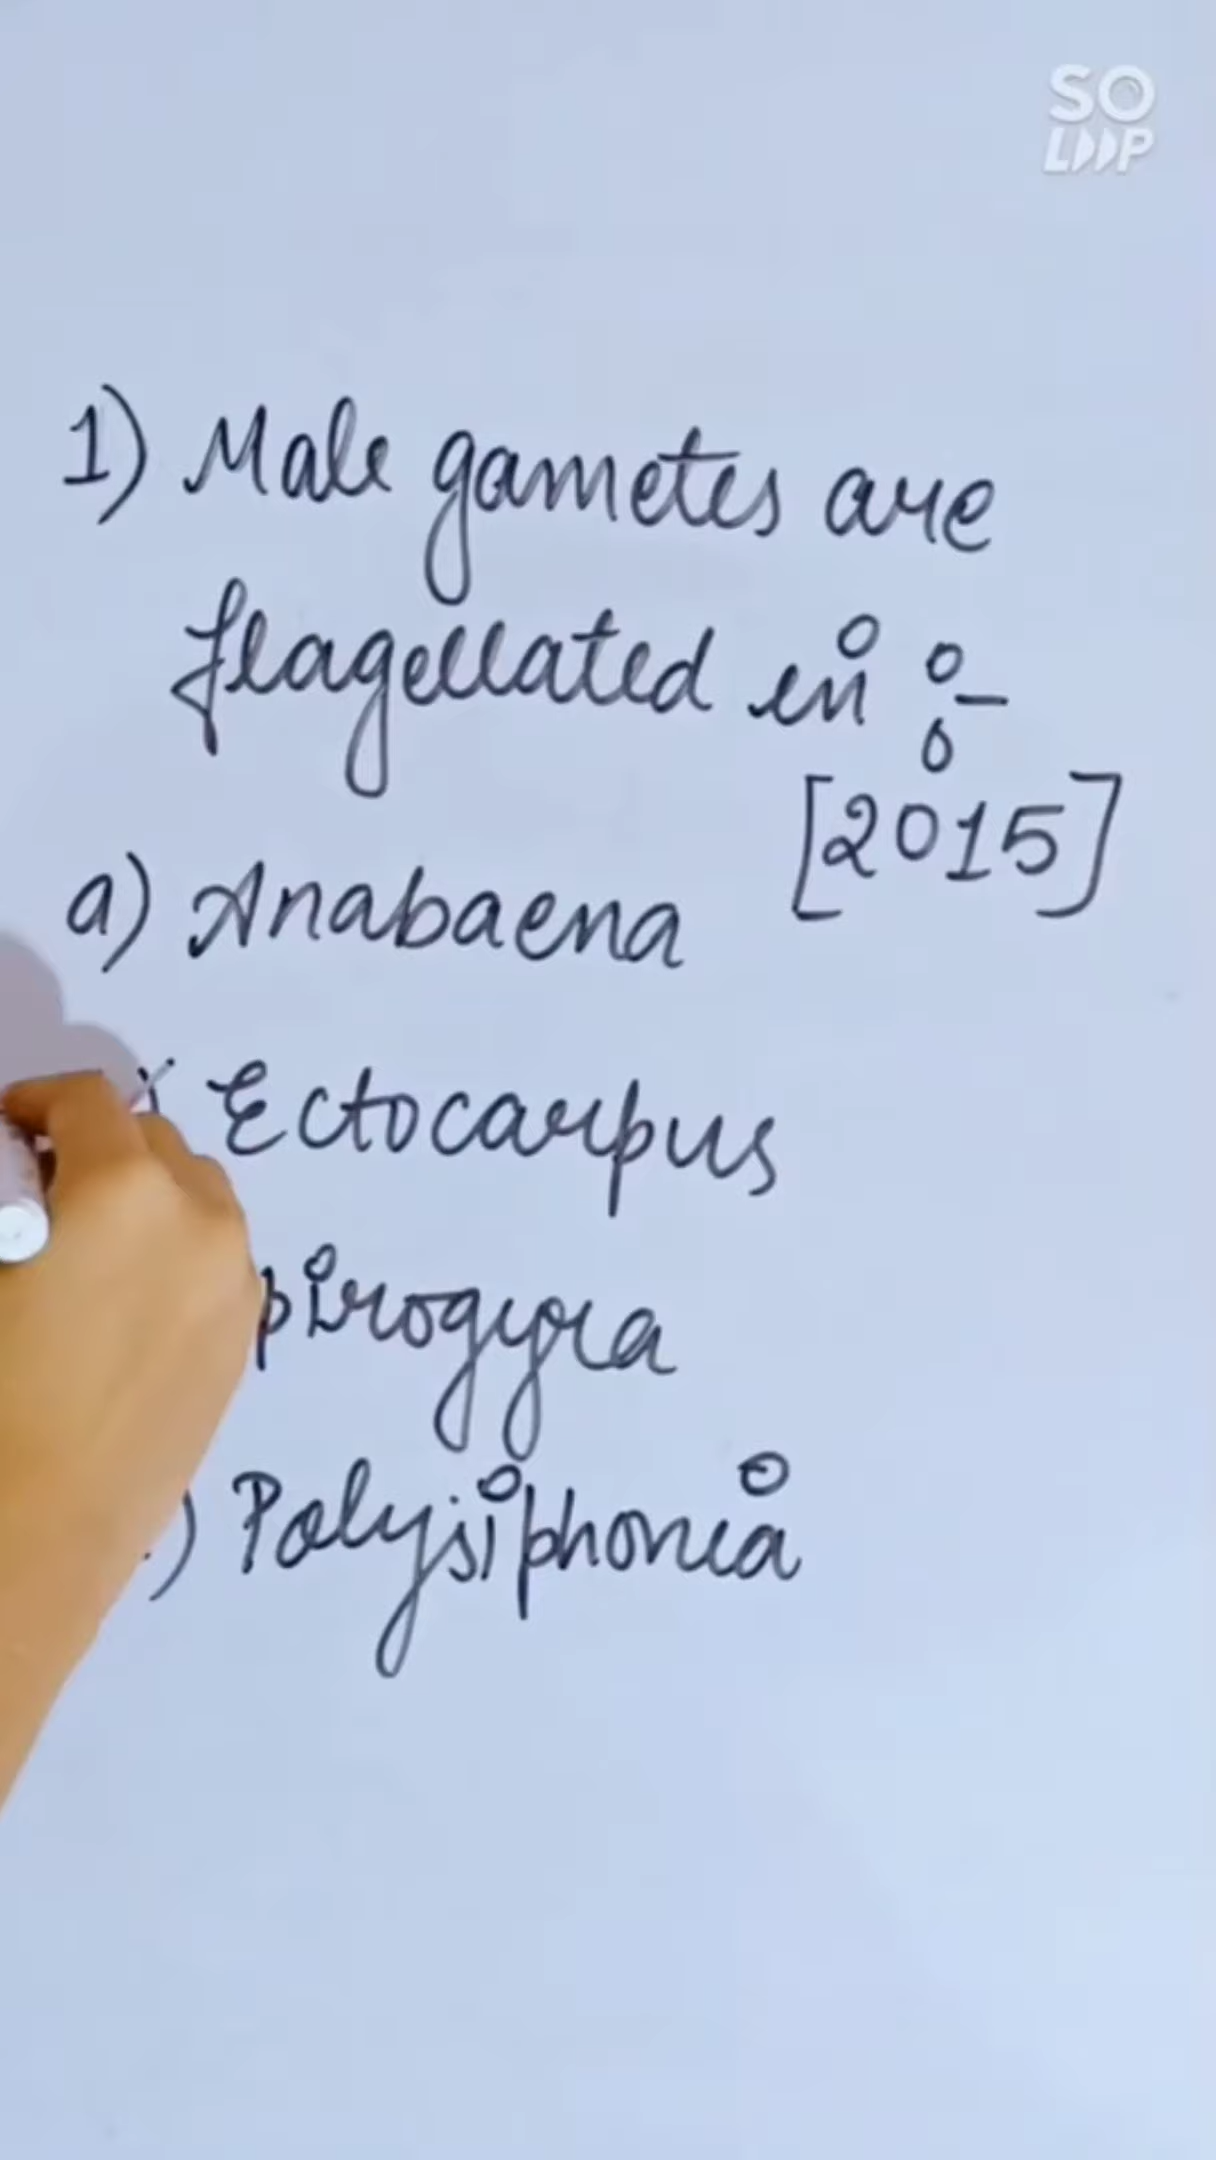 SO
LOOP
1) Male gametes are
flagellated in :-
[2015]
a) Anabaena
Ectocarpus
pirogyra
) Polysiphonia